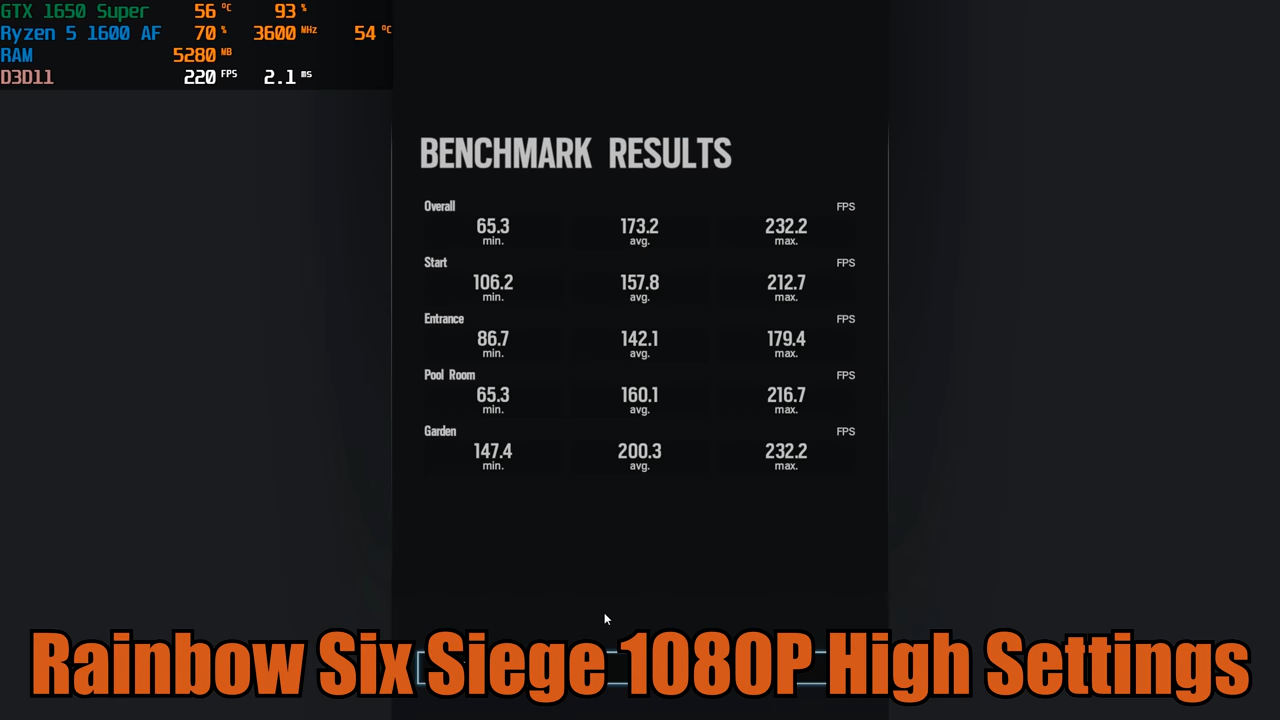 GTX 1650 Super 56 °C 93 %
Ryzen 5 1600 AF 70 % 3600 MHz 54 °C
RAM 5280 MB
D3D11 220 FPS 2.1 ms
BENCHMARK RESULTS
Overall FPS
65.3 173.2 232.2
min. avg. max.
Start FPS
106.2 157.8 212.7
min. avg. max.
Entrance FPS
86.7 142.1 179.4
min. avg. max.
Pool Room FPS
65.3 160.1 216.7
min. avg. max.
Garden FPS
147.4 200.3 232.2
min. avg. max.
Rainbow Six Siege 1080P High Settings